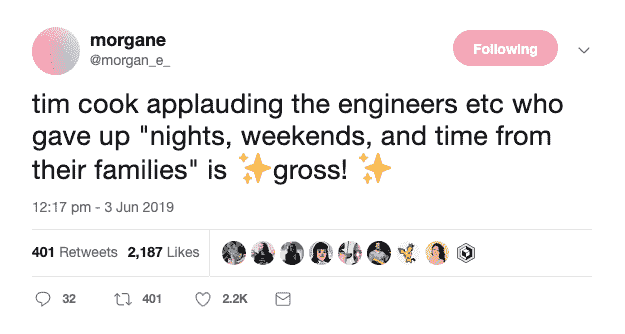 morgane
@morgan_e_
Following
tim cook applauding the engineers etc who
gave up "nights, weekends, and time from
their families" is ✨gross! ✨
12:17 pm - 3 Jun 2019
401 Retweets 2,187 Likes
32 401 2.2K